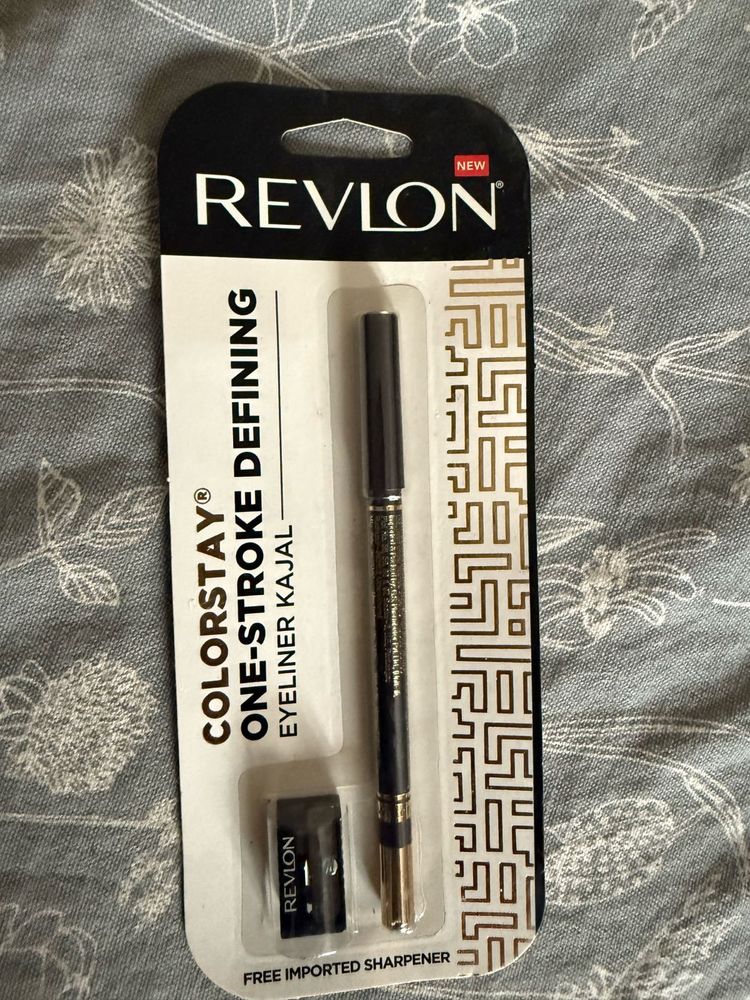 NEW
REVLON®
COLORSTAY®
ONE-STROKE DEFINING
EYELINER KAJAL
REVLON
FREE IMPORTED SHARPENER